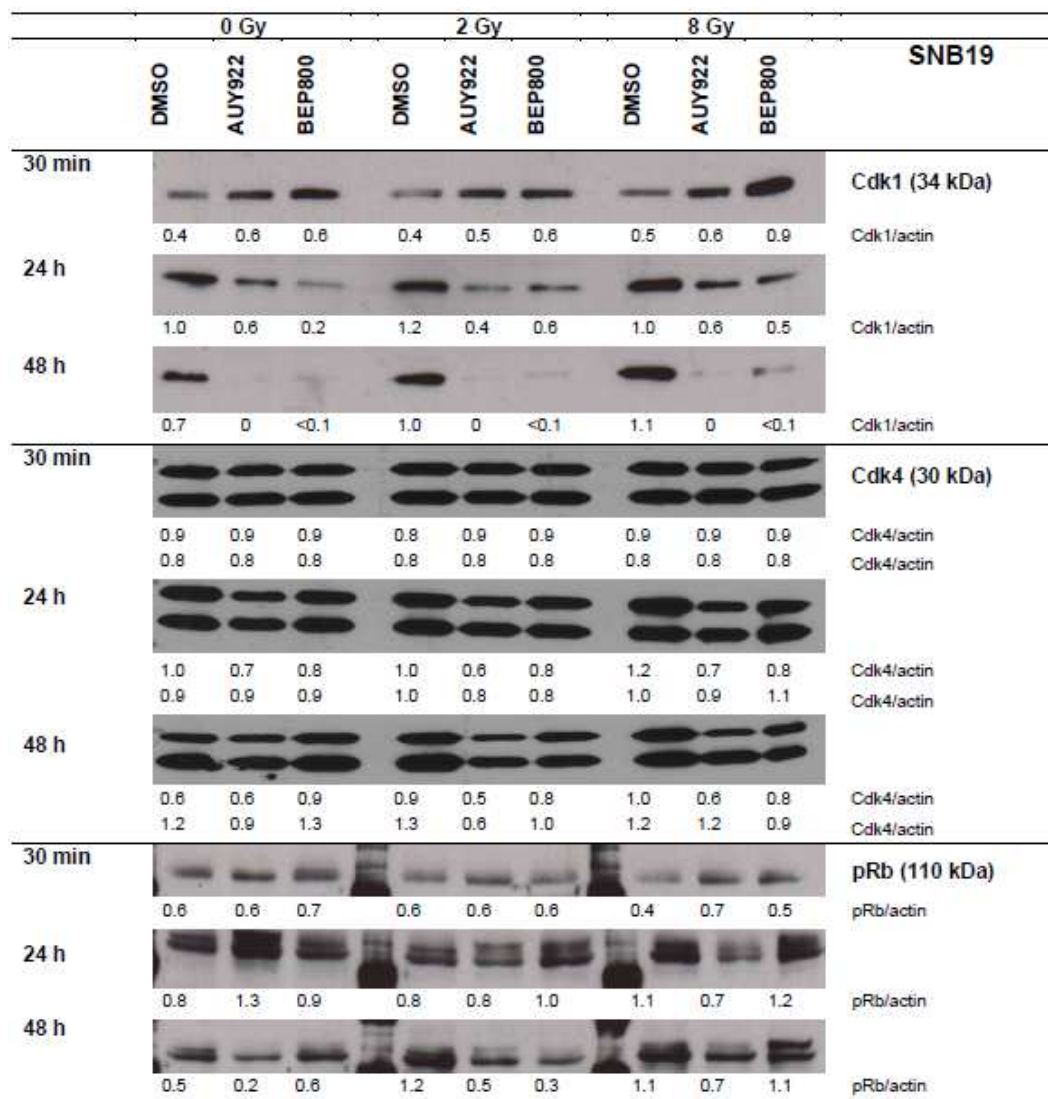 0 Gy 2 Gy 8 Gy
DMSO AUY922 BEP800 DMSO AUY922 BEP800 DMSO AUY922 BEP800 SNB19
30 min Cdk1 (34 kDa)
0.4 0.6 0.6 0.4 0.5 0.6 0.5 0.6 0.9 Cdk1/actin
24 h
1.0 0.6 0.2 1.2 0.4 0.6 1.0 0.6 0.5 Cdk1/actin
48 h
0.7 0 <0.1 1.0 0 <0.1 1.1 0 <0.1 Cdk1/actin
30 min Cdk4 (30 kDa)
0.9 0.9 0.9 0.8 0.9 0.9 0.9 0.9 0.9 Cdk4/actin
0.8 0.8 0.8 0.8 0.8 0.8 0.8 0.8 0.8 Cdk4/actin
24 h
1.0 0.7 0.8 1.0 0.6 0.8 1.2 0.7 0.8 Cdk4/actin
0.9 0.9 0.9 1.0 0.8 0.8 1.0 0.9 1.1 Cdk4/actin
48 h
0.6 0.6 0.9 0.9 0.5 0.8 1.0 0.6 0.8 Cdk4/actin
1.2 0.9 1.3 1.3 0.6 1.0 1.2 1.2 0.9 Cdk4/actin
30 min pRb (110 kDa)
0.6 0.6 0.7 0.6 0.6 0.6 0.4 0.7 0.5 pRb/actin
24 h
0.8 1.3 0.9 0.8 0.8 1.0 1.1 0.7 1.2 pRb/actin
48 h
0.5 0.2 0.6 1.2 0.5 0.3 1.1 0.7 1.1 pRb/actin